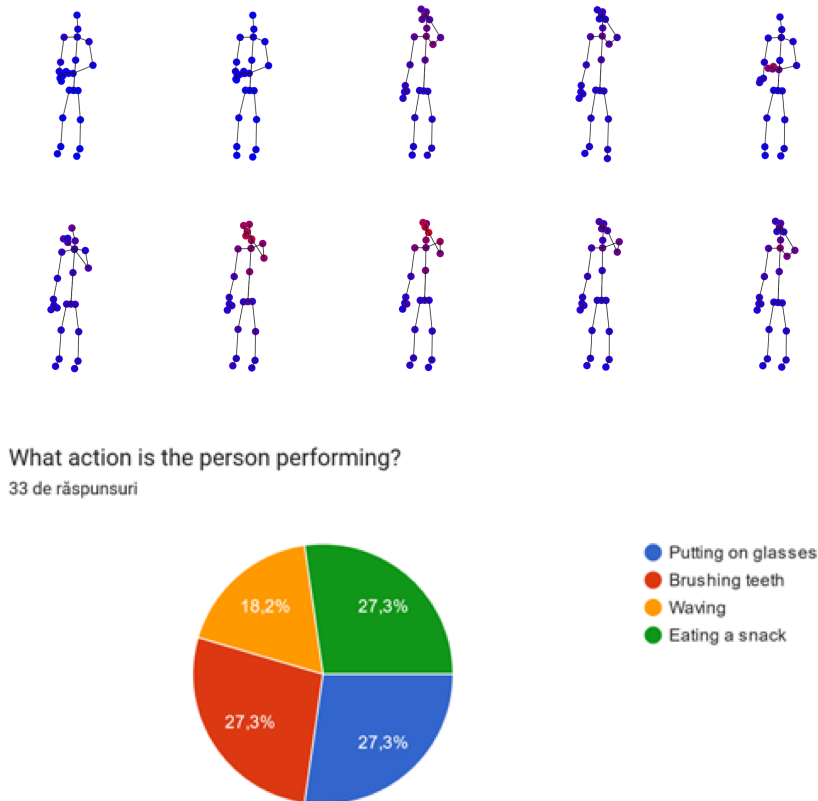 What action is the person performing?
33 de răspunsuri
Putting on glasses
Brushing teeth
Waving
Eating a snack
18,2%
27,3%
27,3%
27,3%